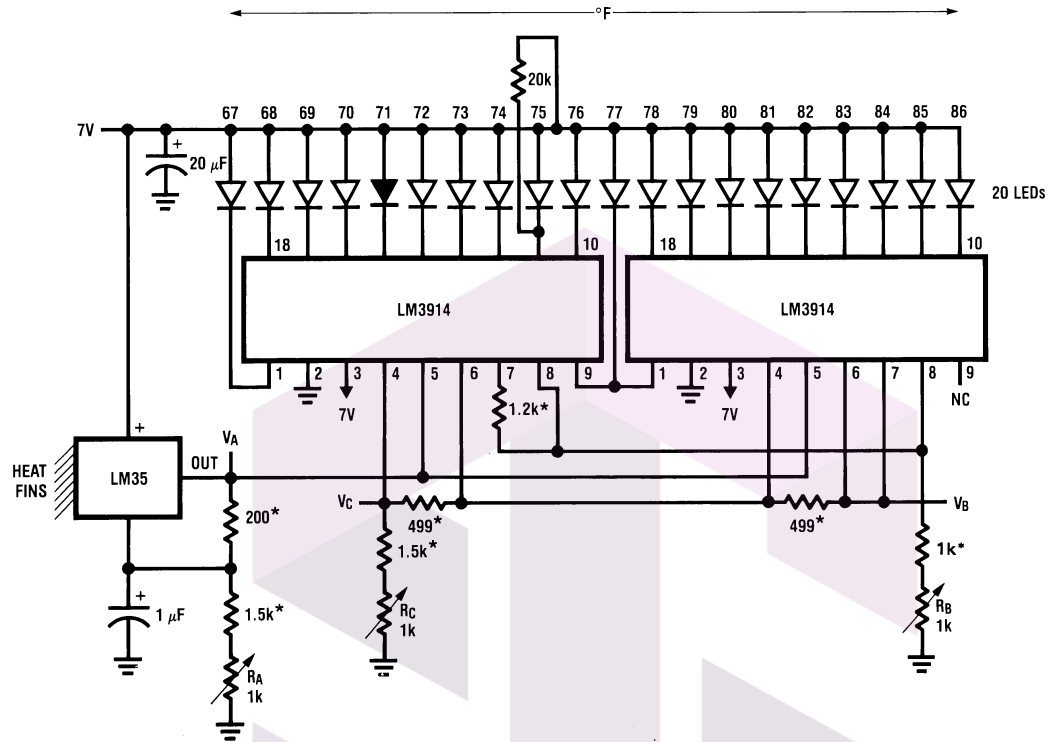 °F
20k
67 68 69 70 71 72 73 74 75 76 77 78 79 80 81 82 83 84 85 86
7V
+
20 µF
20 LEDs
18 10 18 10
LM3914 LM3914
1 2 3 4 5 6 7 8 9 1 2 3 4 5 6 7 8 9
7V 1.2k* 7V NC
+
HEAT FINS
LM35
OUT
VA
VC VB
200* 499* 499*
1.5k* 1k*
+
1 µF
1.5k*
RC 1k
RB 1k
RA 1k